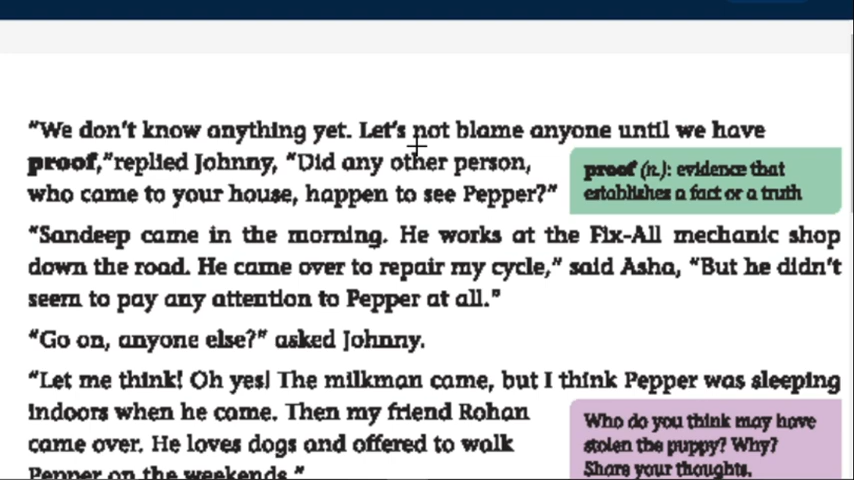 "We don't know anything yet. Let's not blame anyone until we have
proof,"replied Johnny, "Did any other person,
who came to your house, happen to see Pepper?"
proof (n.): evidence that
establishes a fact or a truth
"Sandeep came in the morning. He works at the Fix-All mechanic shop
down the road. He came over to repair my cycle," said Asha, "But he didn't
seem to pay any attention to Pepper at all."
"Go on, anyone else?" asked Johnny.
"Let me think! Oh yes! The milkman came, but I think Pepper was sleeping
indoors when he came. Then my friend Rohan
came over. He loves dogs and offered to walk
Pepper on the weekends."
Who do you think may have
stolen the puppy? Why?
Share your thoughts.